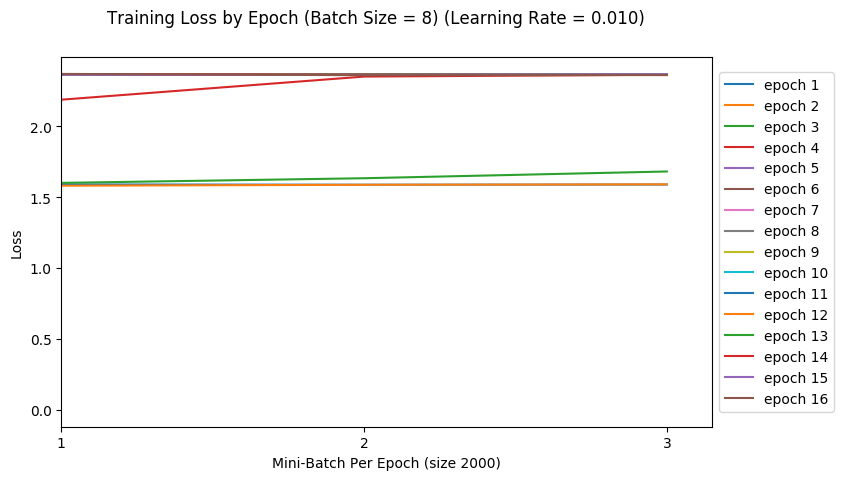 Training Loss by Epoch (Batch Size = 8) (Learning Rate = 0.010)
2.0
1.5
1.0
0.5
0.0
Loss
1
2
3
Mini-Batch Per Epoch (size 2000)
epoch 1
epoch 2
epoch 3
epoch 4
epoch 5
epoch 6
epoch 7
epoch 8
epoch 9
epoch 10
epoch 11
epoch 12
epoch 13
epoch 14
epoch 15
epoch 16